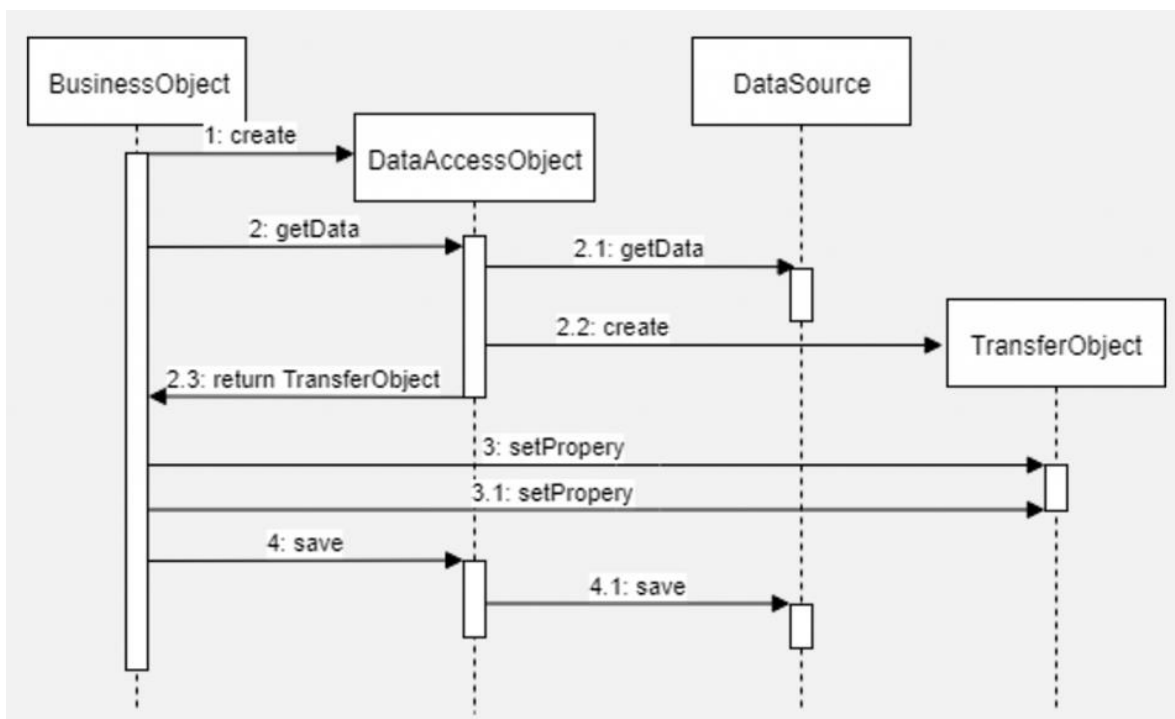 BusinessObject
DataSource
1: create
DataAccessObject
2: getData
2.1: getData
2.2: create
TransferObject
2.3: return TransferObject
3: setPropery
3.1: setPropery
4: save
4.1: save